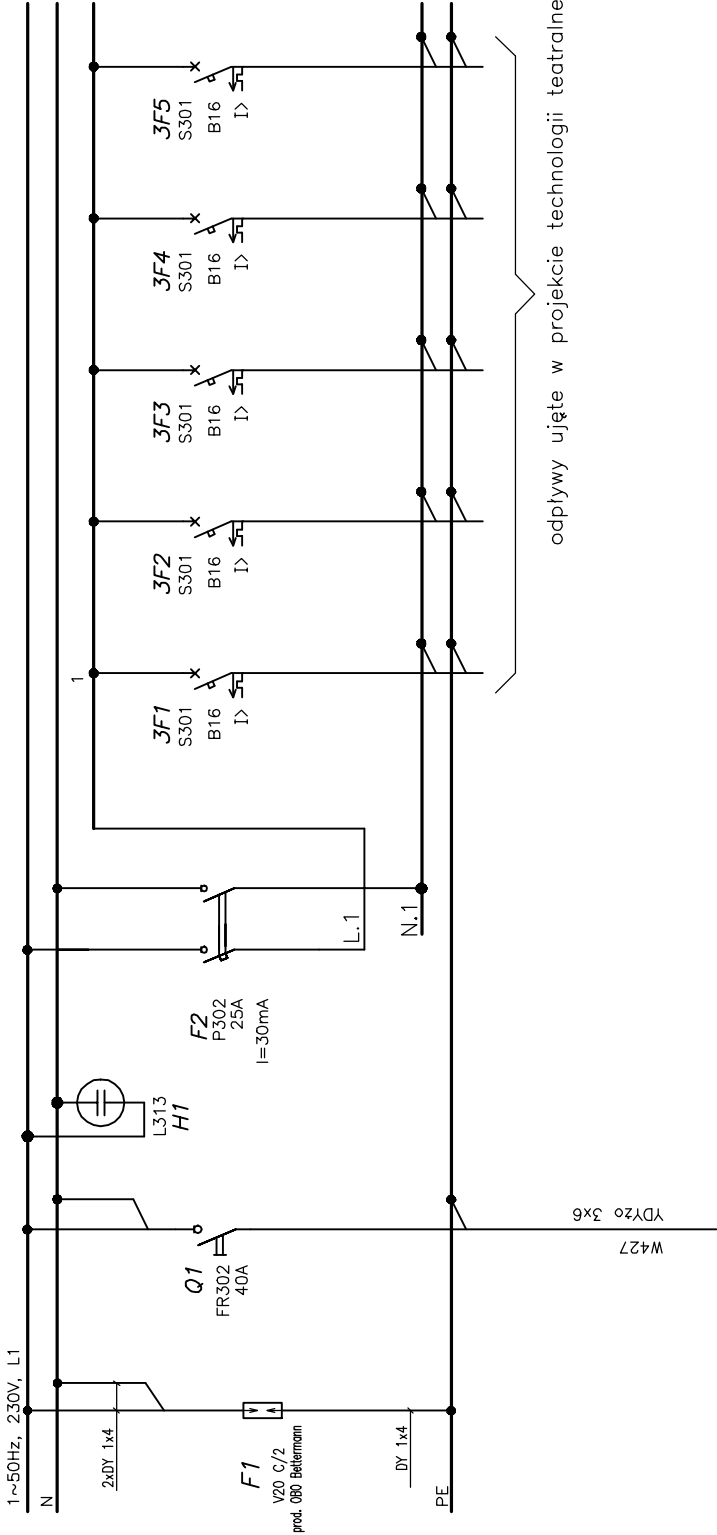 1~50Hz, 230V, L1
N
2xDY 1x4
F1
V20 C/2
prod. OBO Bettermann
DY 1x4
PE
Q1
FR302
40A
YDYżo 3x6
W427
L313
H1
F2
P302
25A
I=30mA
L.1
N.1
1
3F1
S301
B16
I>
3F2
S301
B16
I>
3F3
S301
B16
I>
3F4
S301
B16
I>
3F5
S301
B16
I>
odpływy ujęte w projekcie technologii teatralne